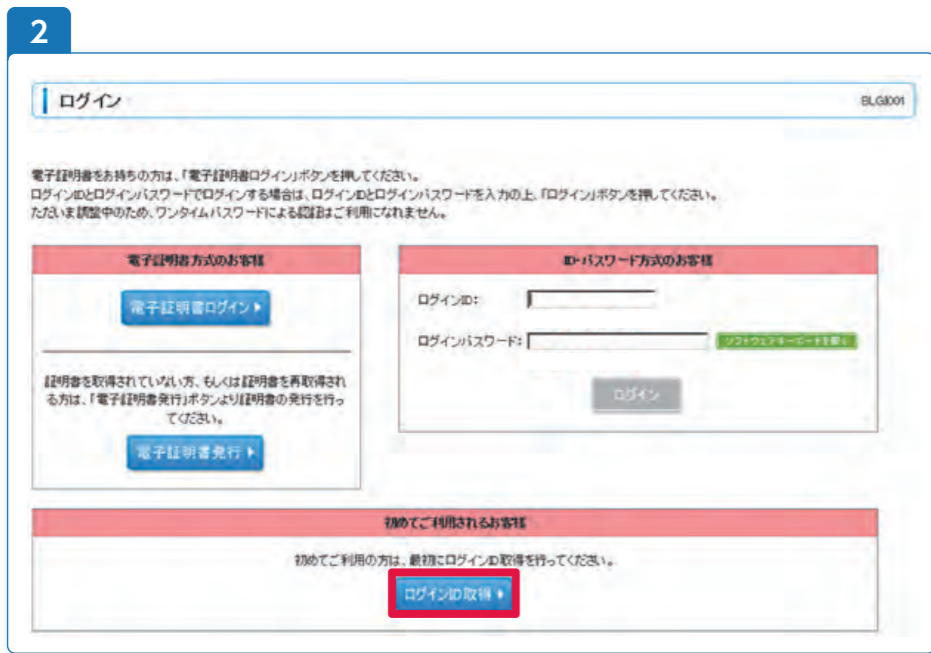 2
ログイン
BLGI001
電子証明書をお持ちの方は、「電子証明書ログイン」ボタンを押してください。
ログインIDとログインパスワードでログインする場合は、ログインIDとログインパスワードを入力の上、「ログイン」ボタンを押してください。
ただいま調整中のため、ワンタイムパスワードによる認証はご利用になれません。
電子証明書方式のお客様
電子証明書ログイン
証明書を取得されていない方、もしくは証明書を再取得され
る方は、「電子証明書発行」ボタンより証明書の発行を行っ
てください。
電子証明書発行
ID・パスワード方式のお客様
ログインID:
ログインパスワード:
ソフトウェアキーボードを開く
ログイン
初めてご利用されるお客様
初めてご利用の方は、最初にログインID取得を行ってください。
ログインID取得